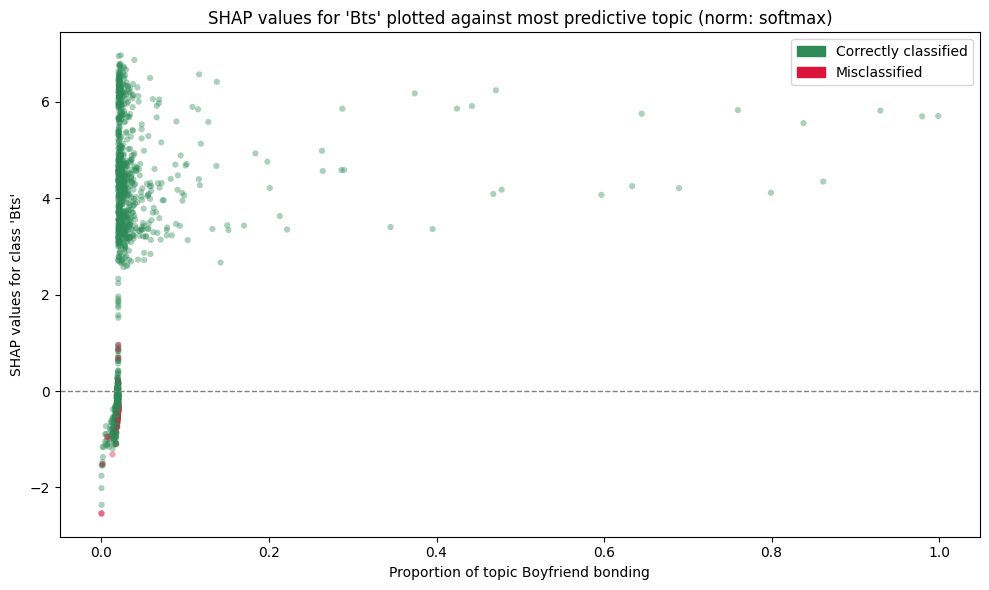 SHAP values for 'Bts' plotted against most predictive topic (norm: softmax)
Correctly classified
Misclassified
SHAP values for class 'Bts'
6
4
2
0
−2
0.0 0.2 0.4 0.6 0.8 1.0
Proportion of topic Boyfriend bonding